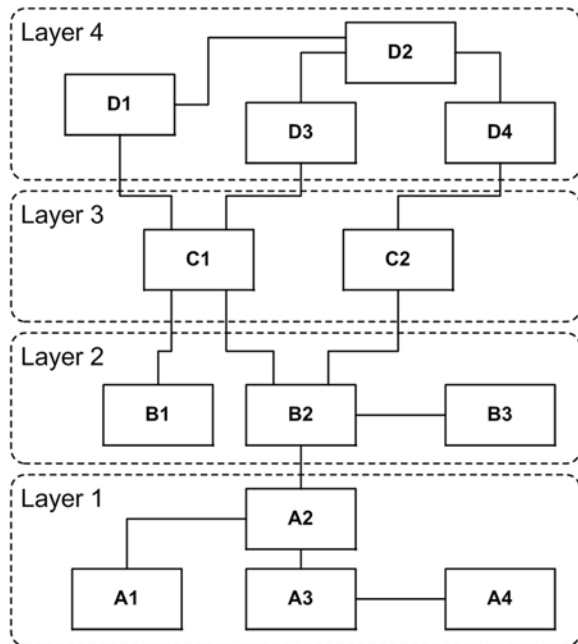 Layer 4
D2
D1
D3
D4
Layer 3
C1
C2
Layer 2
B1
B2
B3
Layer 1
A2
A1
A3
A4